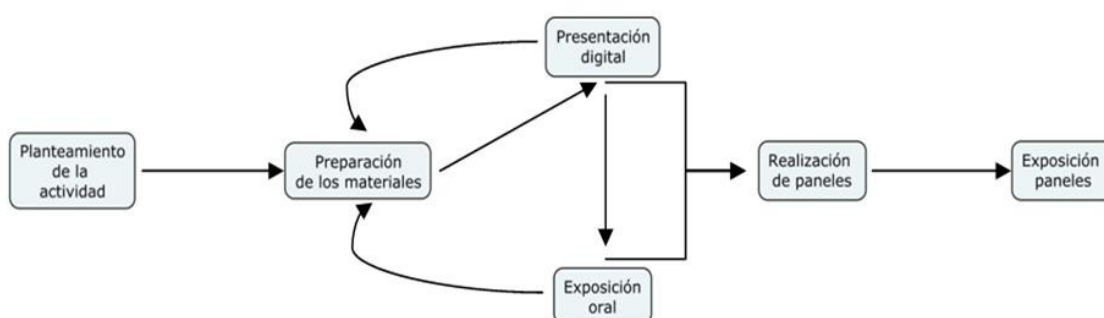 Presentación
digital
Planteamiento
de la
actividad
Preparación
de los materiales
Realización
de paneles
Exposición
paneles
Exposición
oral